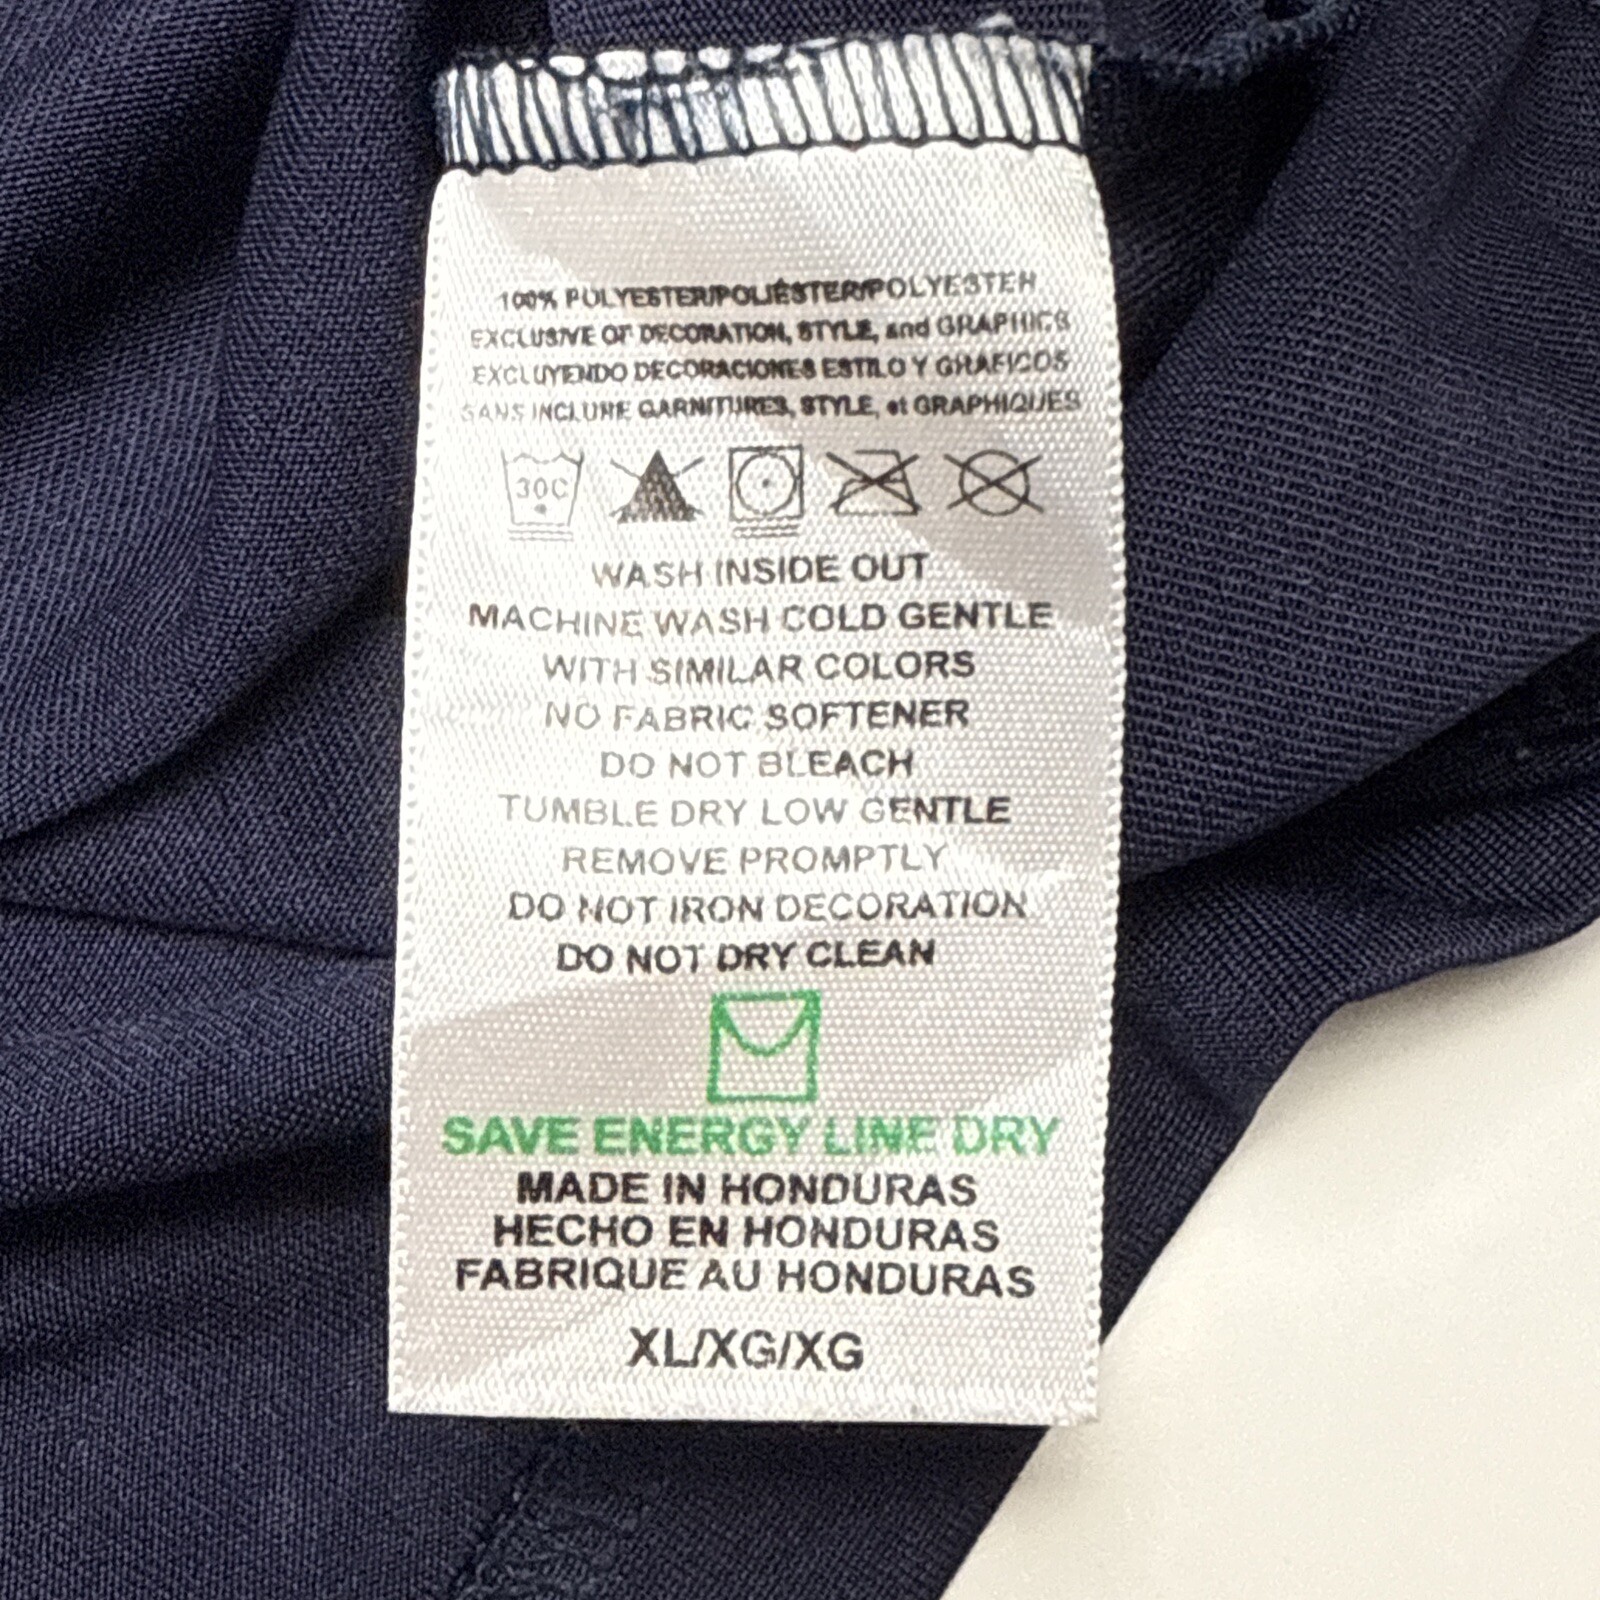 100% POLYESTER/POLIÉSTER/POLYESTER
EXCLUSIVE OF DECORATION, STYLE, and GRAPHICS
EXCLUYENDO DECORACIONES ESTILO Y GRAFICOS
SANS INCLURE GARNITURES, STYLE, et GRAPHIQUES
30C
WASH INSIDE OUT
MACHINE WASH COLD GENTLE
WITH SIMILAR COLORS
NO FABRIC SOFTENER
DO NOT BLEACH
TUMBLE DRY LOW GENTLE
REMOVE PROMPTLY
DO NOT IRON DECORATION
DO NOT DRY CLEAN
SAVE ENERGY LINE DRY
MADE IN HONDURAS
HECHO EN HONDURAS
FABRIQUE AU HONDURAS
XL/XG/XG